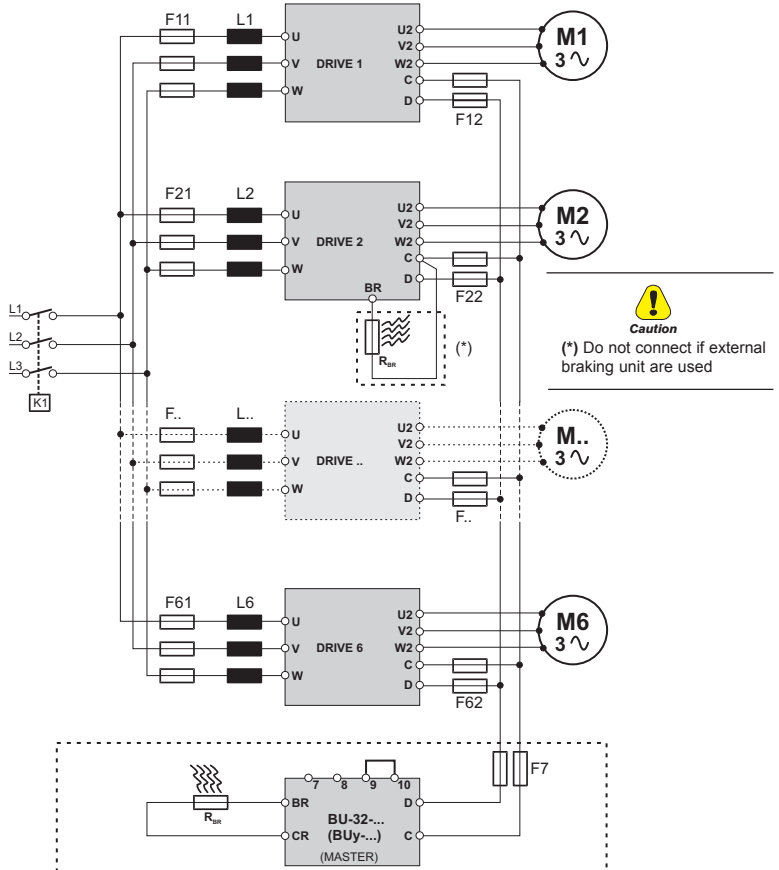 F11 L1
U
V DRIVE 1
W
U2
V2
W2
C
D
F12
M1
3 ∿
F21 L2
U
V DRIVE 2
W
U2
V2
W2
C
D
BR
F22
M2
3 ∿
R_BR
(*)
Caution
(*) Do not connect if external
braking unit are used
L1
L2
L3
K1
F.. L..
U
V DRIVE ..
W
U2
V2
W2
C
D
F..
M..
3 ∿
F61 L6
U
V DRIVE 6
W
U2
V2
W2
C
D
F62
M6
3 ∿
F7
7 8 9 10
R_BR
BR
CR
BU-32-...
(BUy-...)
(MASTER)
D
C